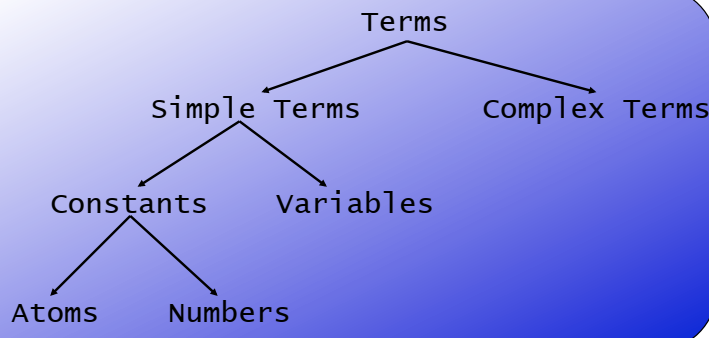 Terms
Simple Terms Complex Terms
Constants Variables
Atoms Numbers